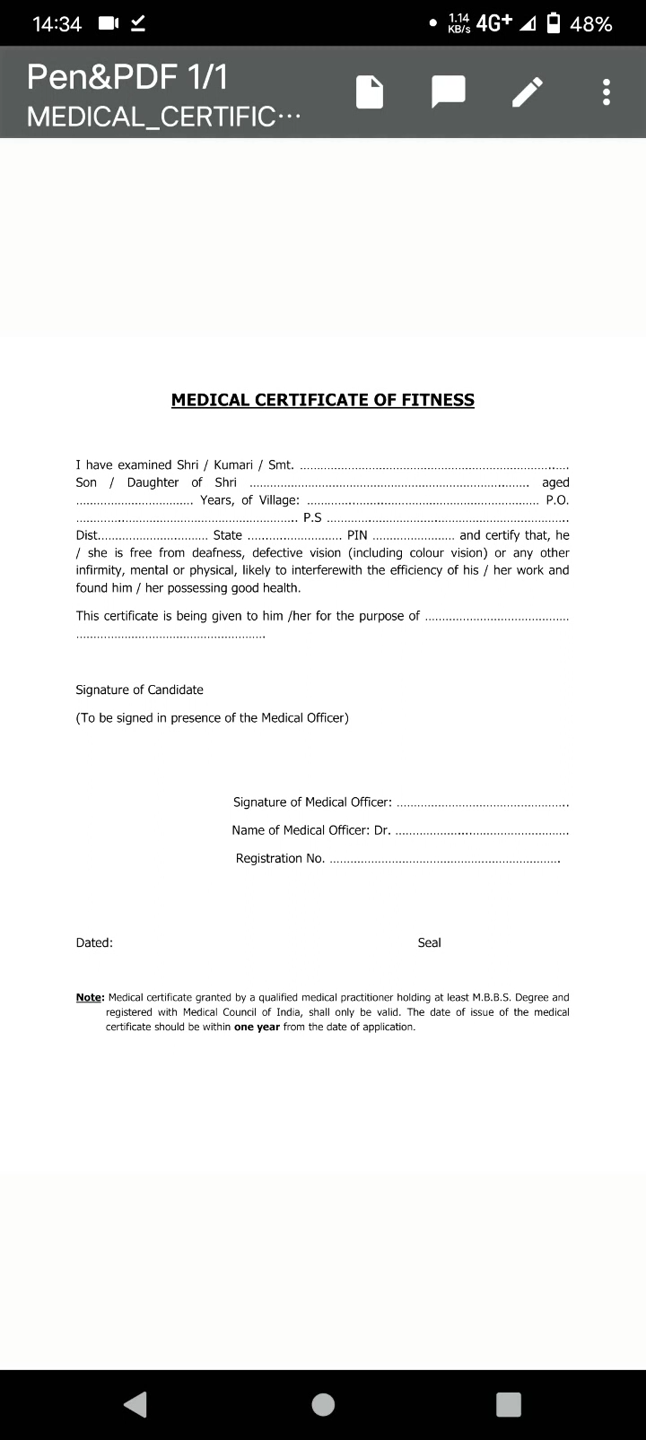 14:34
1.14 KB/s 4G+ 48%
Pen&PDF 1/1
MEDICAL_CERTIFIC...
MEDICAL CERTIFICATE OF FITNESS
I have examined Shri / Kumari / Smt. ....................................................................
Son / Daughter of Shri ........................................................................ aged
.............................. Years, of Village: ............................................................ P.O.
......................................................... P.S ..............................................................
Dist............................ State ........................ PIN ..................... and certify that, he
/ she is free from deafness, defective vision (including colour vision) or any other
infirmity, mental or physical, likely to interferewith the efficiency of his / her work and
found him / her possessing good health.
This certificate is being given to him /her for the purpose of .....................................
................................................
Signature of Candidate
(To be signed in presence of the Medical Officer)
Signature of Medical Officer: ............................................
Name of Medical Officer: Dr. ............................................
Registration No. ............................................................
Dated: Seal
Note: Medical certificate granted by a qualified medical practitioner holding at least M.B.B.S. Degree and
registered with Medical Council of India, shall only be valid. The date of issue of the medical
certificate should be within one year from the date of application.